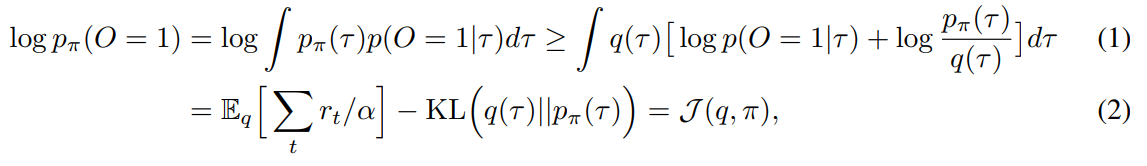 log p_π(O = 1) = log ∫ p_π(τ)p(O = 1|τ)dτ ≥ ∫ q(τ)[ log p(O = 1|τ) + log p_π(τ)/q(τ) ]dτ (1)
= 𝔼_q[ ∑_t r_t/α ] − KL( q(τ)||p_π(τ) ) = 𝒥(q, π), (2)